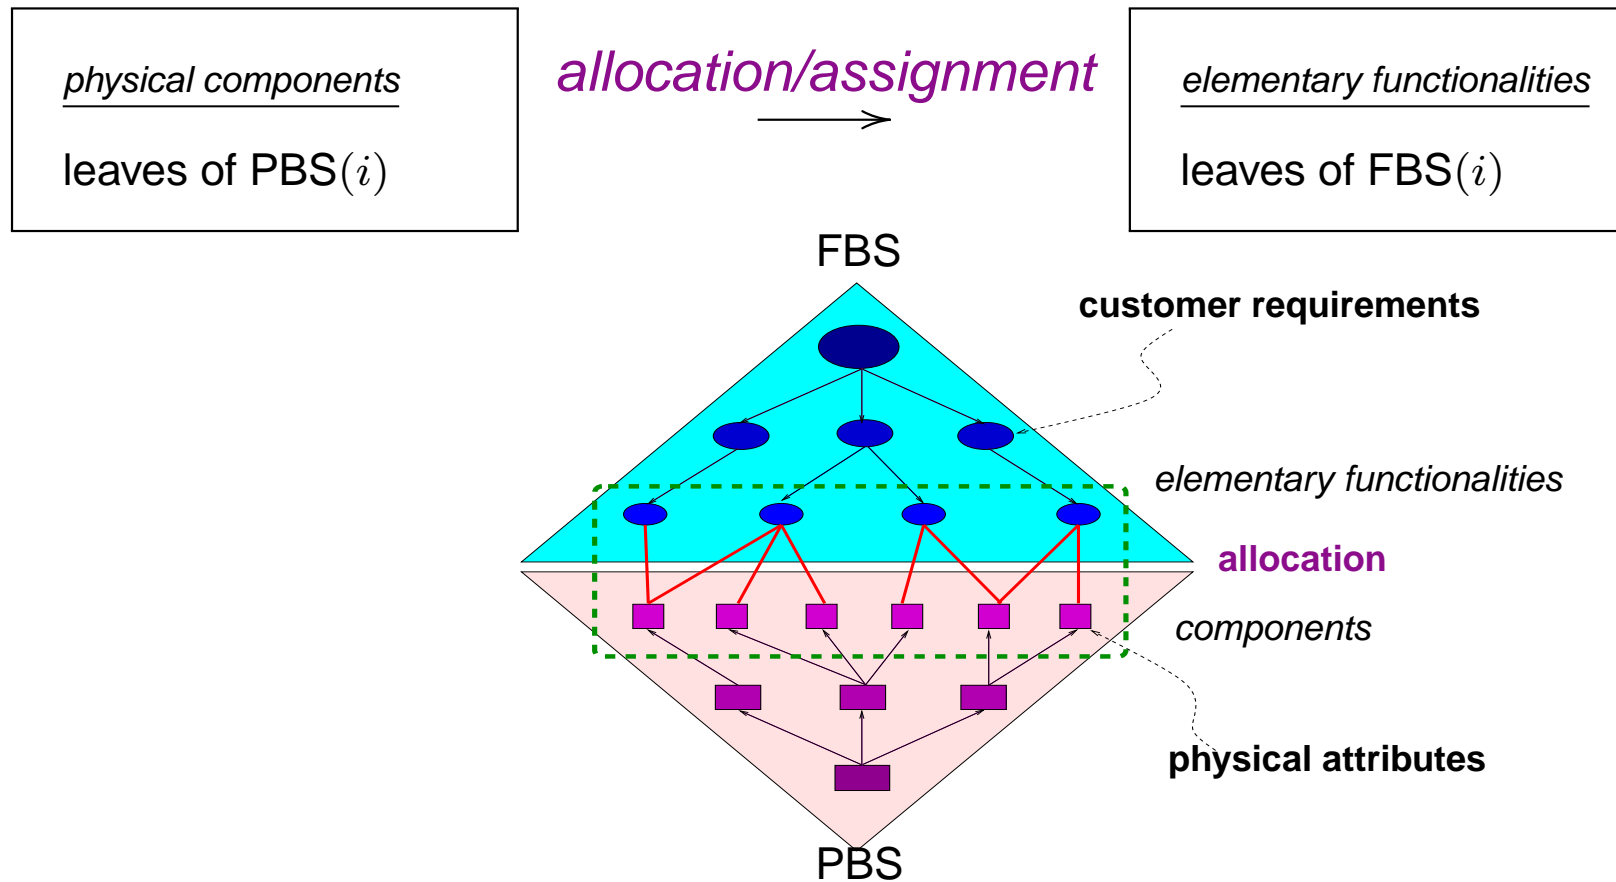 physical components
leaves of PBS(i)
allocation/assignment
elementary functionalities
leaves of FBS(i)
FBS
customer requirements
elementary functionalities
allocation
components
physical attributes
PBS